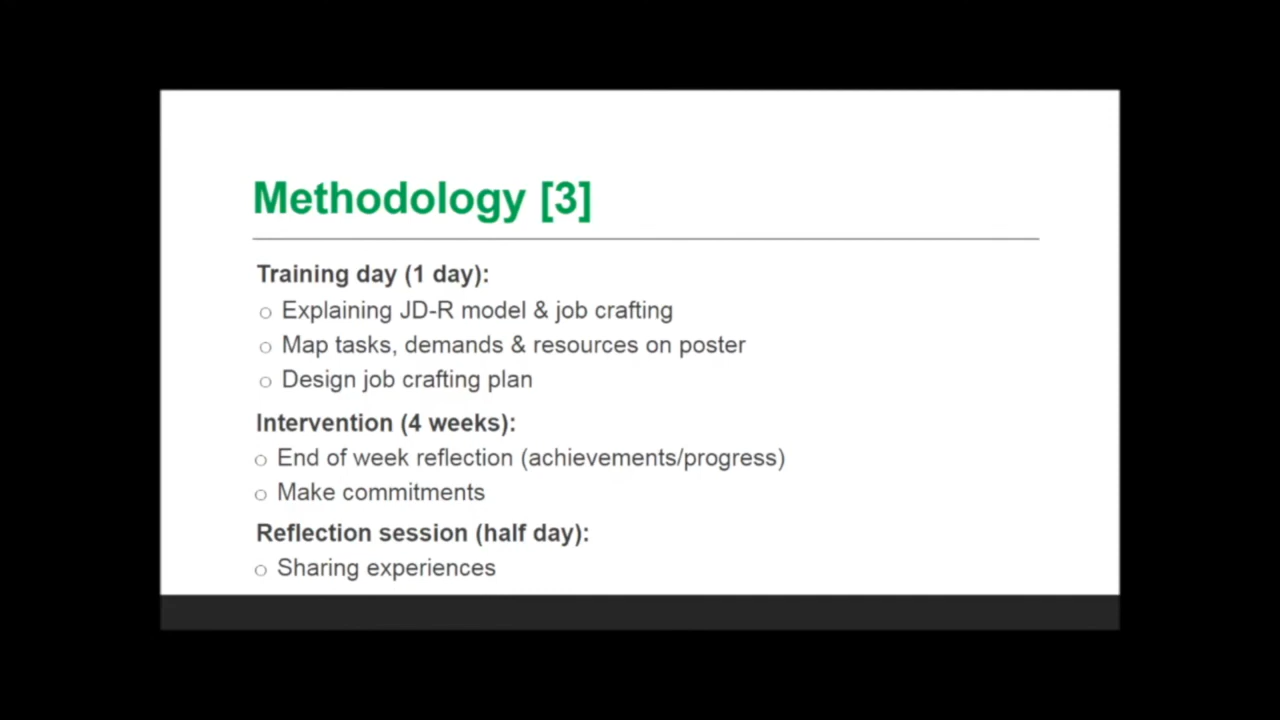 Methodology [3]
Training day (1 day):
○ Explaining JD-R model & job crafting
○ Map tasks, demands & resources on poster
○ Design job crafting plan
Intervention (4 weeks):
○ End of week reflection (achievements/progress)
○ Make commitments
Reflection session (half day):
○ Sharing experiences